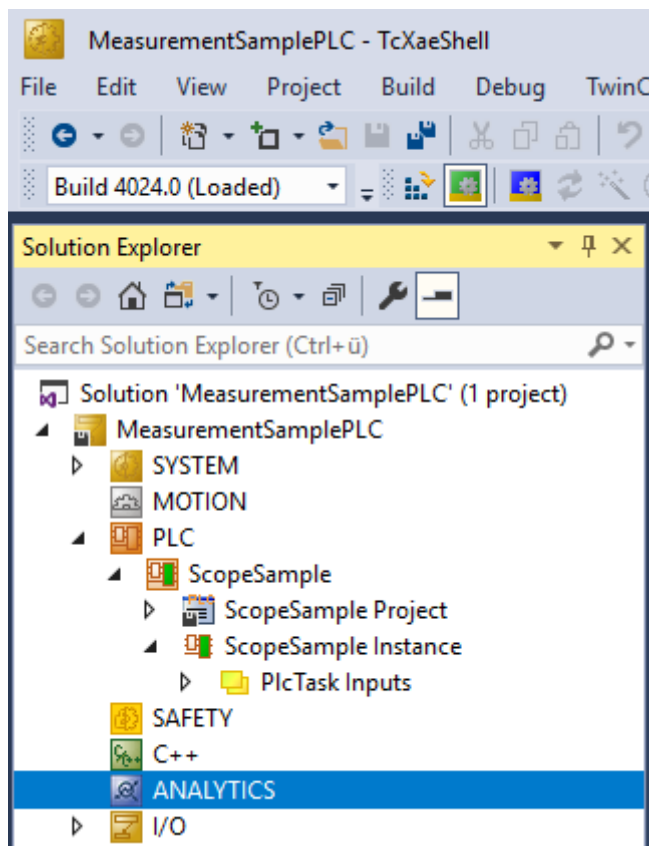 MeasurementSamplePLC - TcXaeShell
File Edit View Project Build Debug TwinC
Build 4024.0 (Loaded)
Solution Explorer
Search Solution Explorer (Ctrl+ü)
Solution 'MeasurementSamplePLC' (1 project)
MeasurementSamplePLC
SYSTEM
MOTION
PLC
ScopeSample
ScopeSample Project
ScopeSample Instance
PlcTask Inputs
SAFETY
C++
ANALYTICS
I/O